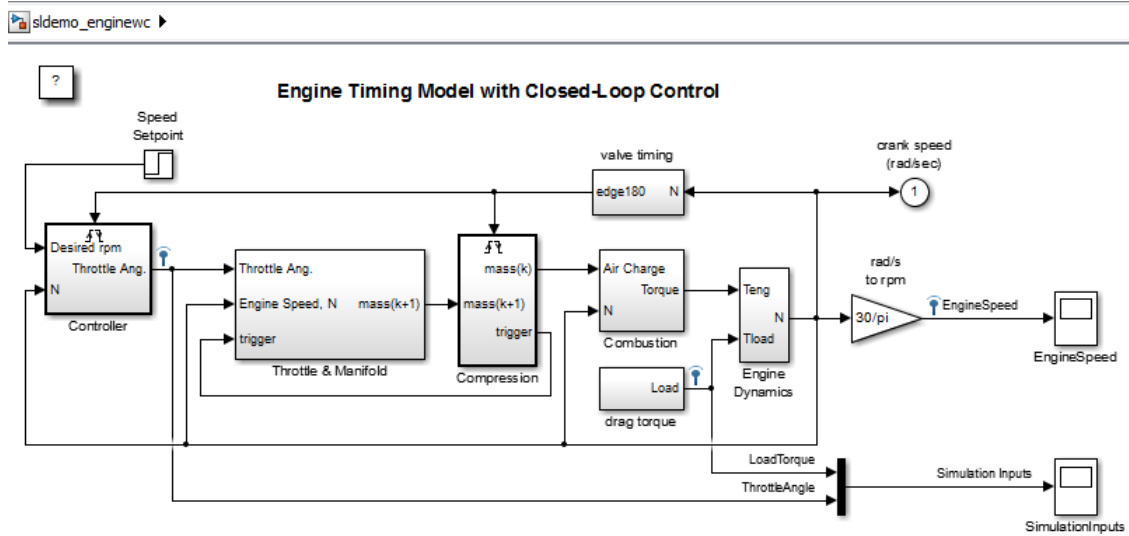 sldemo_enginewc
?
Engine Timing Model with Closed-Loop Control
Speed
Setpoint
valve timing
edge180 N
crank speed
(rad/sec)
1
Desired rpm
Throttle Ang.
N
Controller
Throttle Ang.
Engine Speed, N
mass(k+1)
trigger
Throttle & Manifold
mass(k)
mass(k+1)
trigger
Compression
Air Charge
Torque
N
Combustion
Load
drag torque
Teng
N
Tload
Engine
Dynamics
rad/s
to rpm
30/pi
EngineSpeed
EngineSpeed
LoadTorque
ThrottleAngle
Simulation Inputs
SimulationInputs